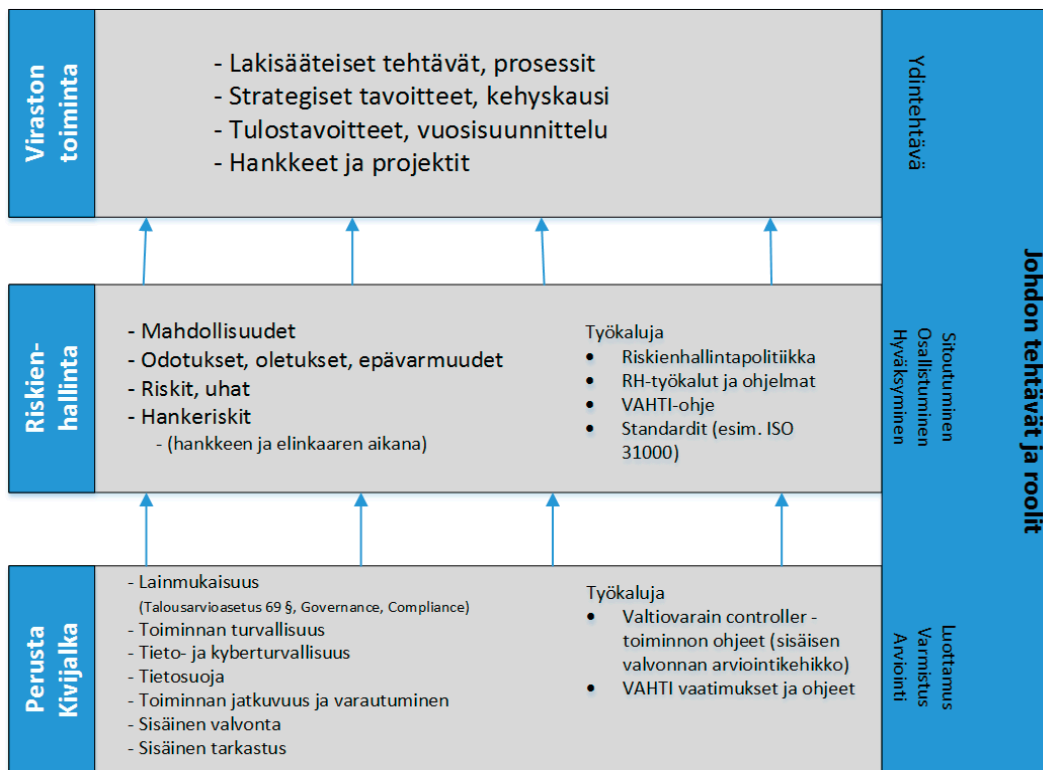 Viraston
toiminta
- Lakisääteiset tehtävät, prosessit
- Strategiset tavoitteet, kehyskausi
- Tulostavoitteet, vuosisuunnittelu
- Hankkeet ja projektit
Ydintehtävä
Riskien-
hallinta
- Mahdollisuudet
- Odotukset, oletukset, epävarmuudet
- Riskit, uhat
- Hankeriskit
- (hankkeen ja elinkaaren aikana)
Työkaluja
• Riskienhallintapolitiikka
• RH-työkalut ja ohjelmat
• VAHTI-ohje
• Standardit (esim. ISO
31000)
Sitoutuminen
Osallistuminen
Hyväksyminen
Perusta
Kivijalka
- Lainmukaisuus
(Talousarvioasetus 69 §, Governance, Compliance)
- Toiminnan turvallisuus
- Tieto- ja kyberturvallisuus
- Tietosuoja
- Toiminnan jatkuvuus ja varautuminen
- Sisäinen valvonta
- Sisäinen tarkastus
Työkaluja
• Valtiovarain controller -
toiminnon ohjeet (sisäisen
valvonnan arviointikehikko)
• VAHTI vaatimukset ja ohjeet
Luottamus
Varmistus
Arviointi
Johdon tehtävät ja roolit